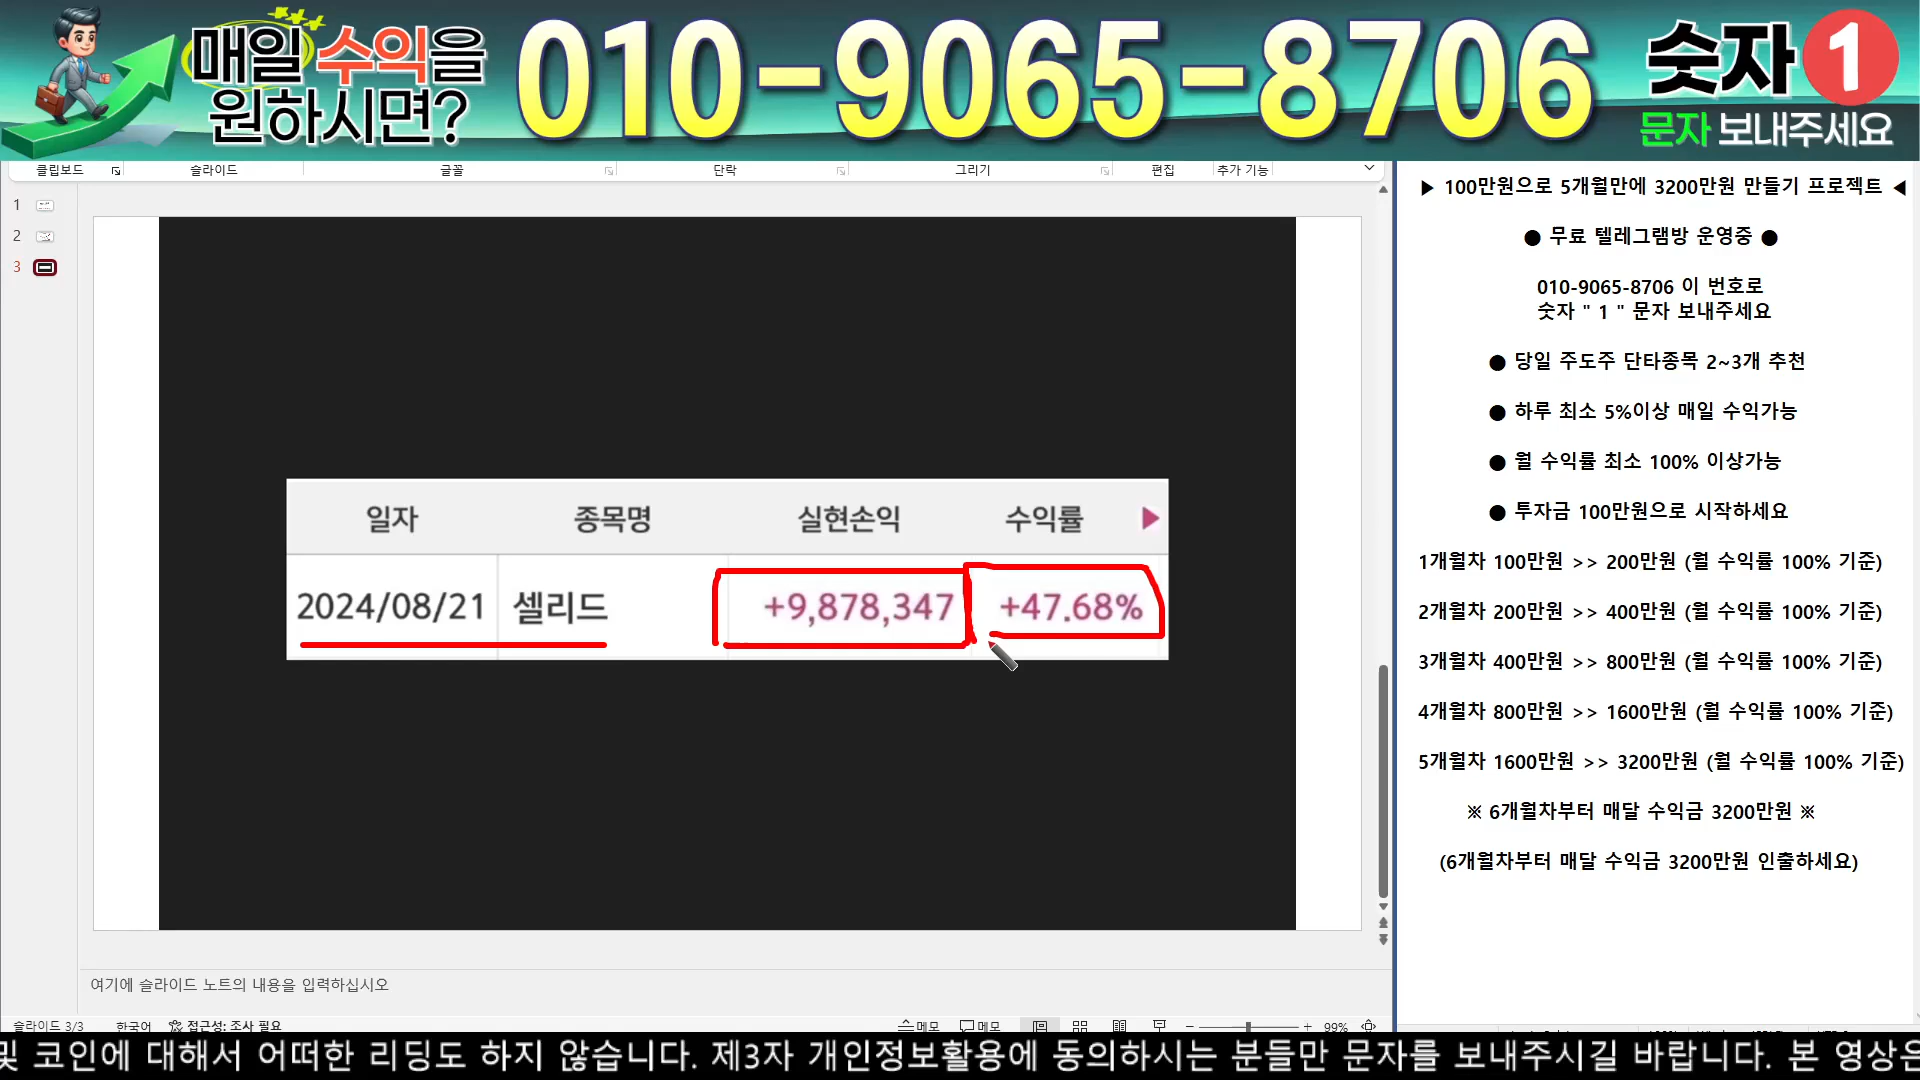 매일 수익을
원하시면?
010-9065-8706
숫자 1
문자 보내주세요
클립보드
슬라이드
글꼴
단락
그리기
편집
추가 기능
1
2
3
일자 종목명 실현손익 수익률
2024/08/21 셀리드 +9,878,347 +47.68%
여기에 슬라이드 노트의 내용을 입력하십시오
슬라이드 3/3 한국어 접근성: 조사 필요 메모 메모 99%
▶ 100만원으로 5개월만에 3200만원 만들기 프로젝트 ◀
● 무료 텔레그램방 운영중 ●
010-9065-8706 이 번호로
숫자 " 1 " 문자 보내주세요
● 당일 주도주 단타종목 2~3개 추천
● 하루 최소 5%이상 매일 수익가능
● 월 수익률 최소 100% 이상가능
● 투자금 100만원으로 시작하세요
1개월차 100만원 >> 200만원 (월 수익률 100% 기준)
2개월차 200만원 >> 400만원 (월 수익률 100% 기준)
3개월차 400만원 >> 800만원 (월 수익률 100% 기준)
4개월차 800만원 >> 1600만원 (월 수익률 100% 기준)
5개월차 1600만원 >> 3200만원 (월 수익률 100% 기준)
※ 6개월차부터 매달 수익금 3200만원 ※
(6개월차부터 매달 수익금 3200만원 인출하세요)
및 코인에 대해서 어떠한 리딩도 하지 않습니다. 제3자 개인정보활용에 동의하시는 분들만 문자를 보내주시길 바랍니다. 본 영상은